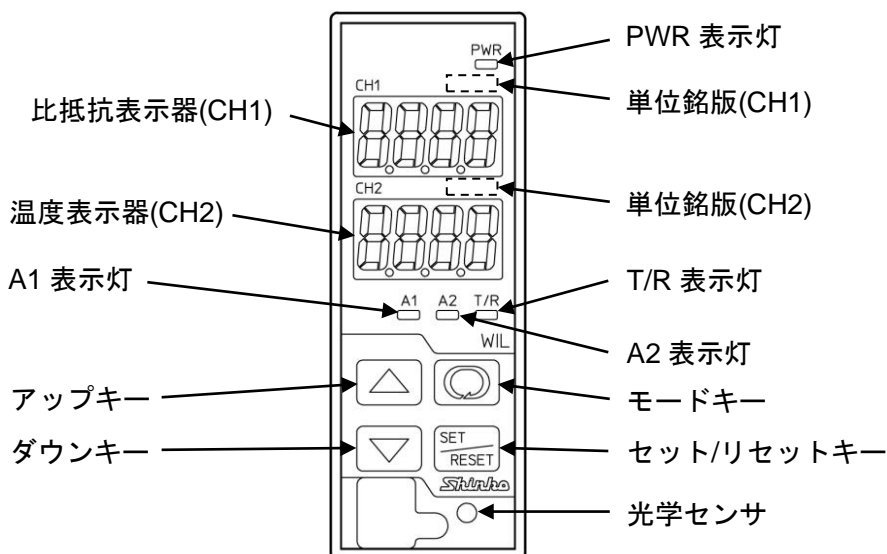 PWR 表示灯
PWR
CH1
単位銘版(CH1)
比抵抗表示器(CH1)
CH2
単位銘版(CH2)
温度表示器(CH2)
A1 表示灯
T/R 表示灯
A1 A2 T/R
WIL
A2 表示灯
アップキー
モードキー
ダウンキー
SET
RESET
セット/リセットキー
Shinko
光学センサ